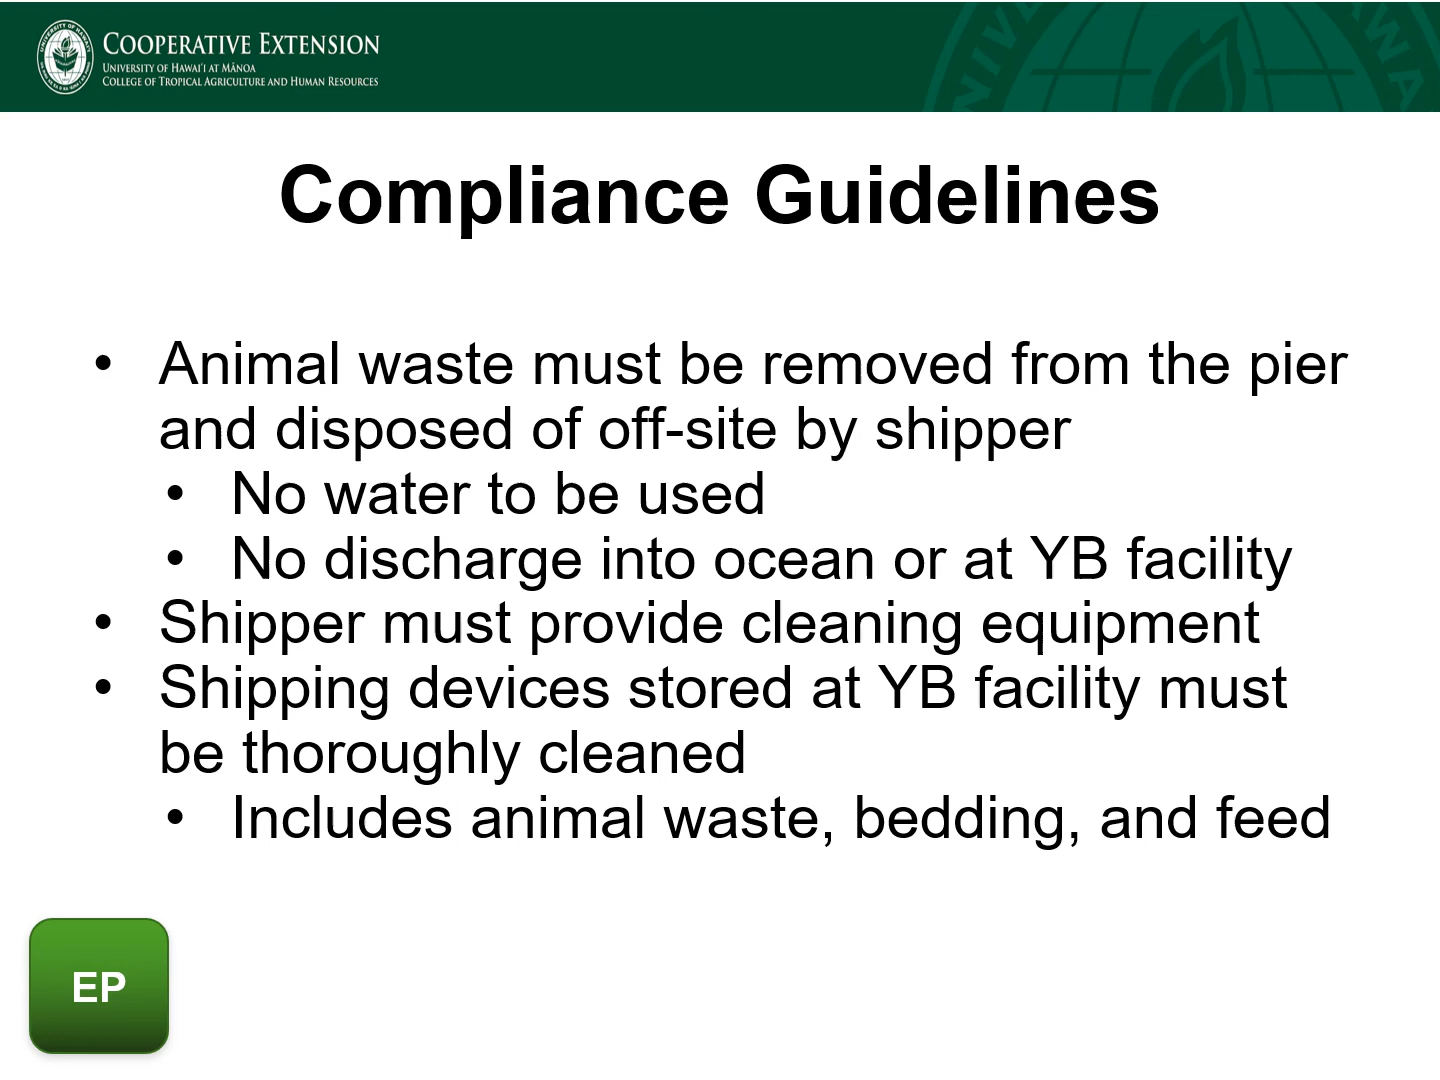 COOPERATIVE EXTENSION
UNIVERSITY OF HAWAI'I AT MĀNOA
COLLEGE OF TROPICAL AGRICULTURE AND HUMAN RESOURCES
Compliance Guidelines
• Animal waste must be removed from the pier
and disposed of off-site by shipper
• No water to be used
• No discharge into ocean or at YB facility
• Shipper must provide cleaning equipment
• Shipping devices stored at YB facility must
be thoroughly cleaned
• Includes animal waste, bedding, and feed
EP